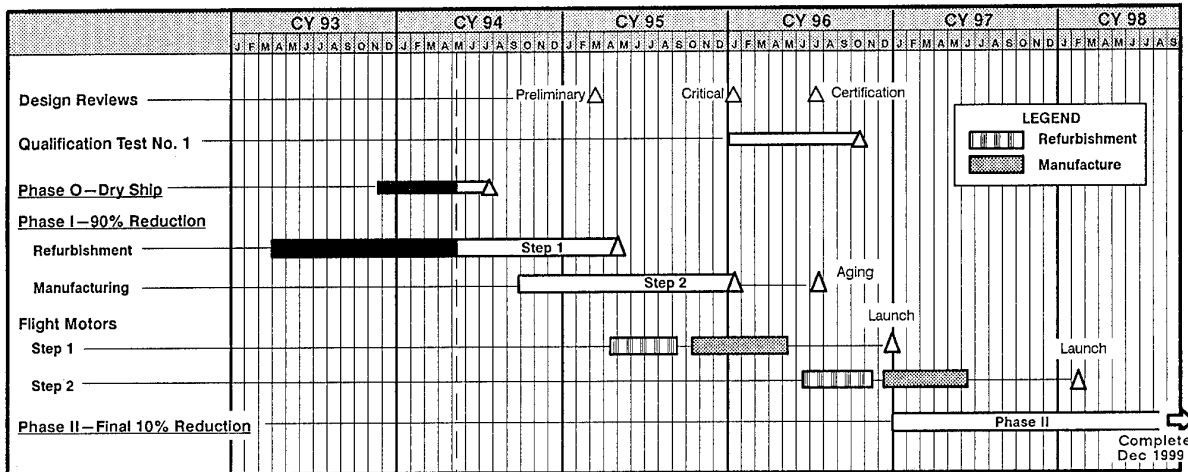 CY 93 CY 94 CY 95 CY 96 CY 97 CY 98
J F M A M J J A S O N D J F M A M J J A S O N D J F M A M J J A S O N D J F M A M J J A S O N D J F M A M J J A S O N D J F M A M J J A S
Design Reviews Preliminary Critical Certification
LEGEND
Refurbishment
Manufacture
Qualification Test No. 1
Phase O—Dry Ship
Phase I—90% Reduction
Refurbishment Step 1
Manufacturing Step 2 Aging
Flight Motors
Step 1 Launch
Step 2 Launch
Phase II—Final 10% Reduction Phase II
Complete
Dec 1999